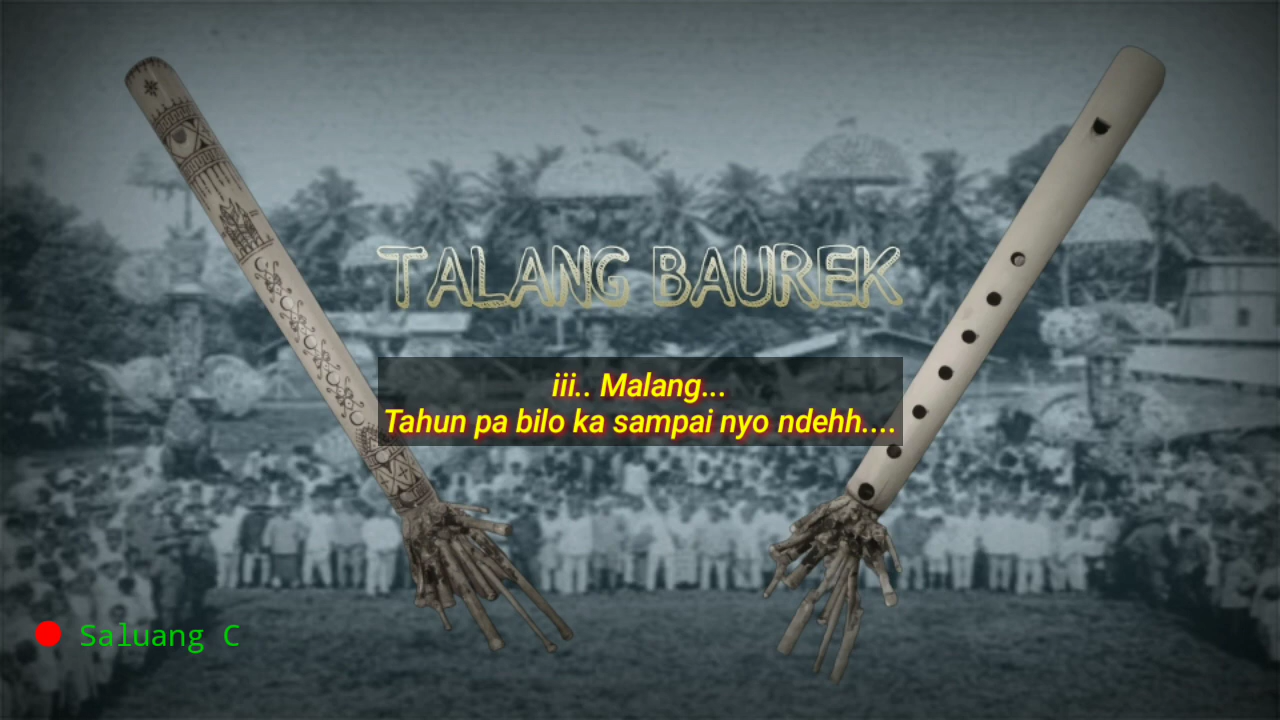 TALANG BAUREK
iii.. Malang...
Tahun pa bilo ka sampai nyo ndehh....
Saluang C